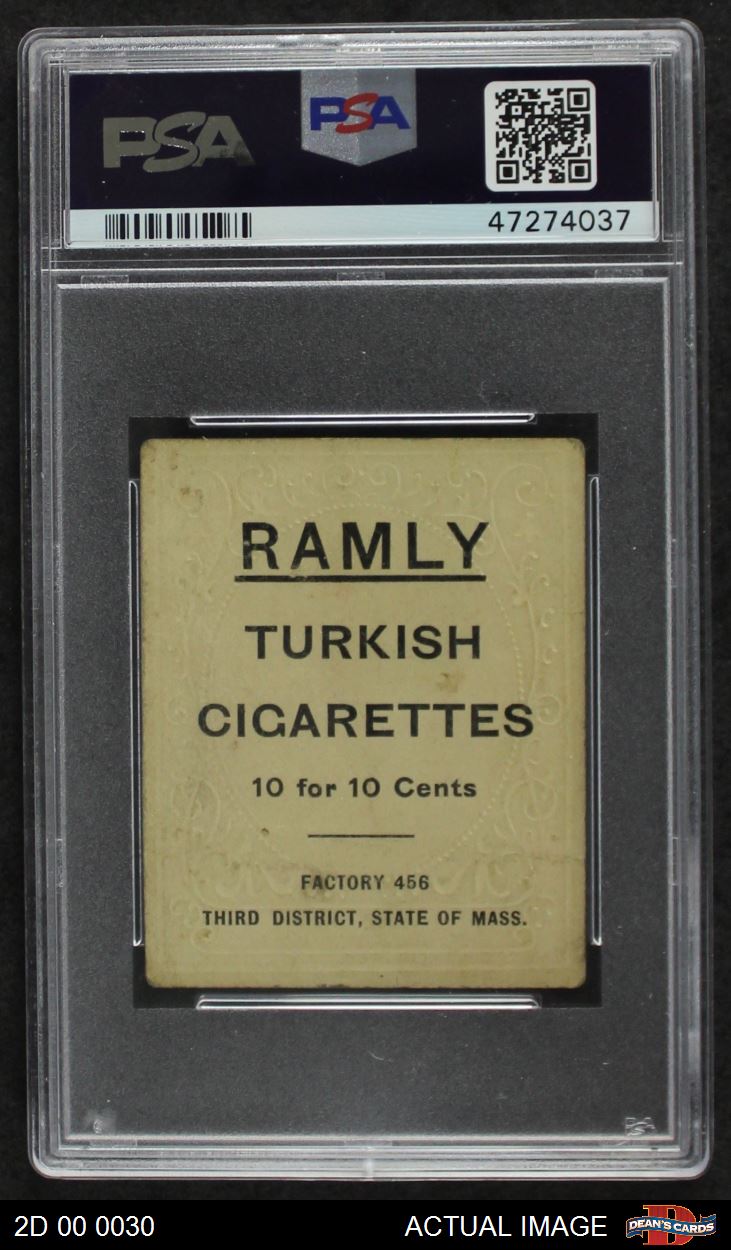 PSA
PSA
47274037
RAMLY
TURKISH
CIGARETTES
10 for 10 Cents
FACTORY 456
THIRD DISTRICT, STATE OF MASS.
PSA
2D 00 0030
ACTUAL IMAGE
D
DEAN'S CARDS